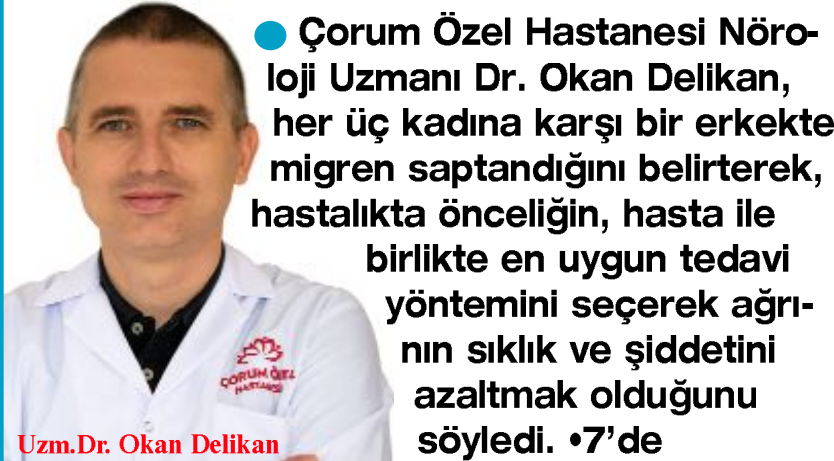 ● Çorum Özel Hastanesi Nöro-
loji Uzmanı Dr. Okan Delikan,
her üç kadına karşı bir erkekte
migren saptandığını belirterek,
hastalıkta önceliğin, hasta ile
birlikte en uygun tedavi
yöntemini seçerek ağrı-
nın sıklık ve şiddetini
azaltmak olduğunu
söyledi. •7’de
ÇORUM ÖZEL
HASTANESİ
Uzm.Dr. Okan Delikan